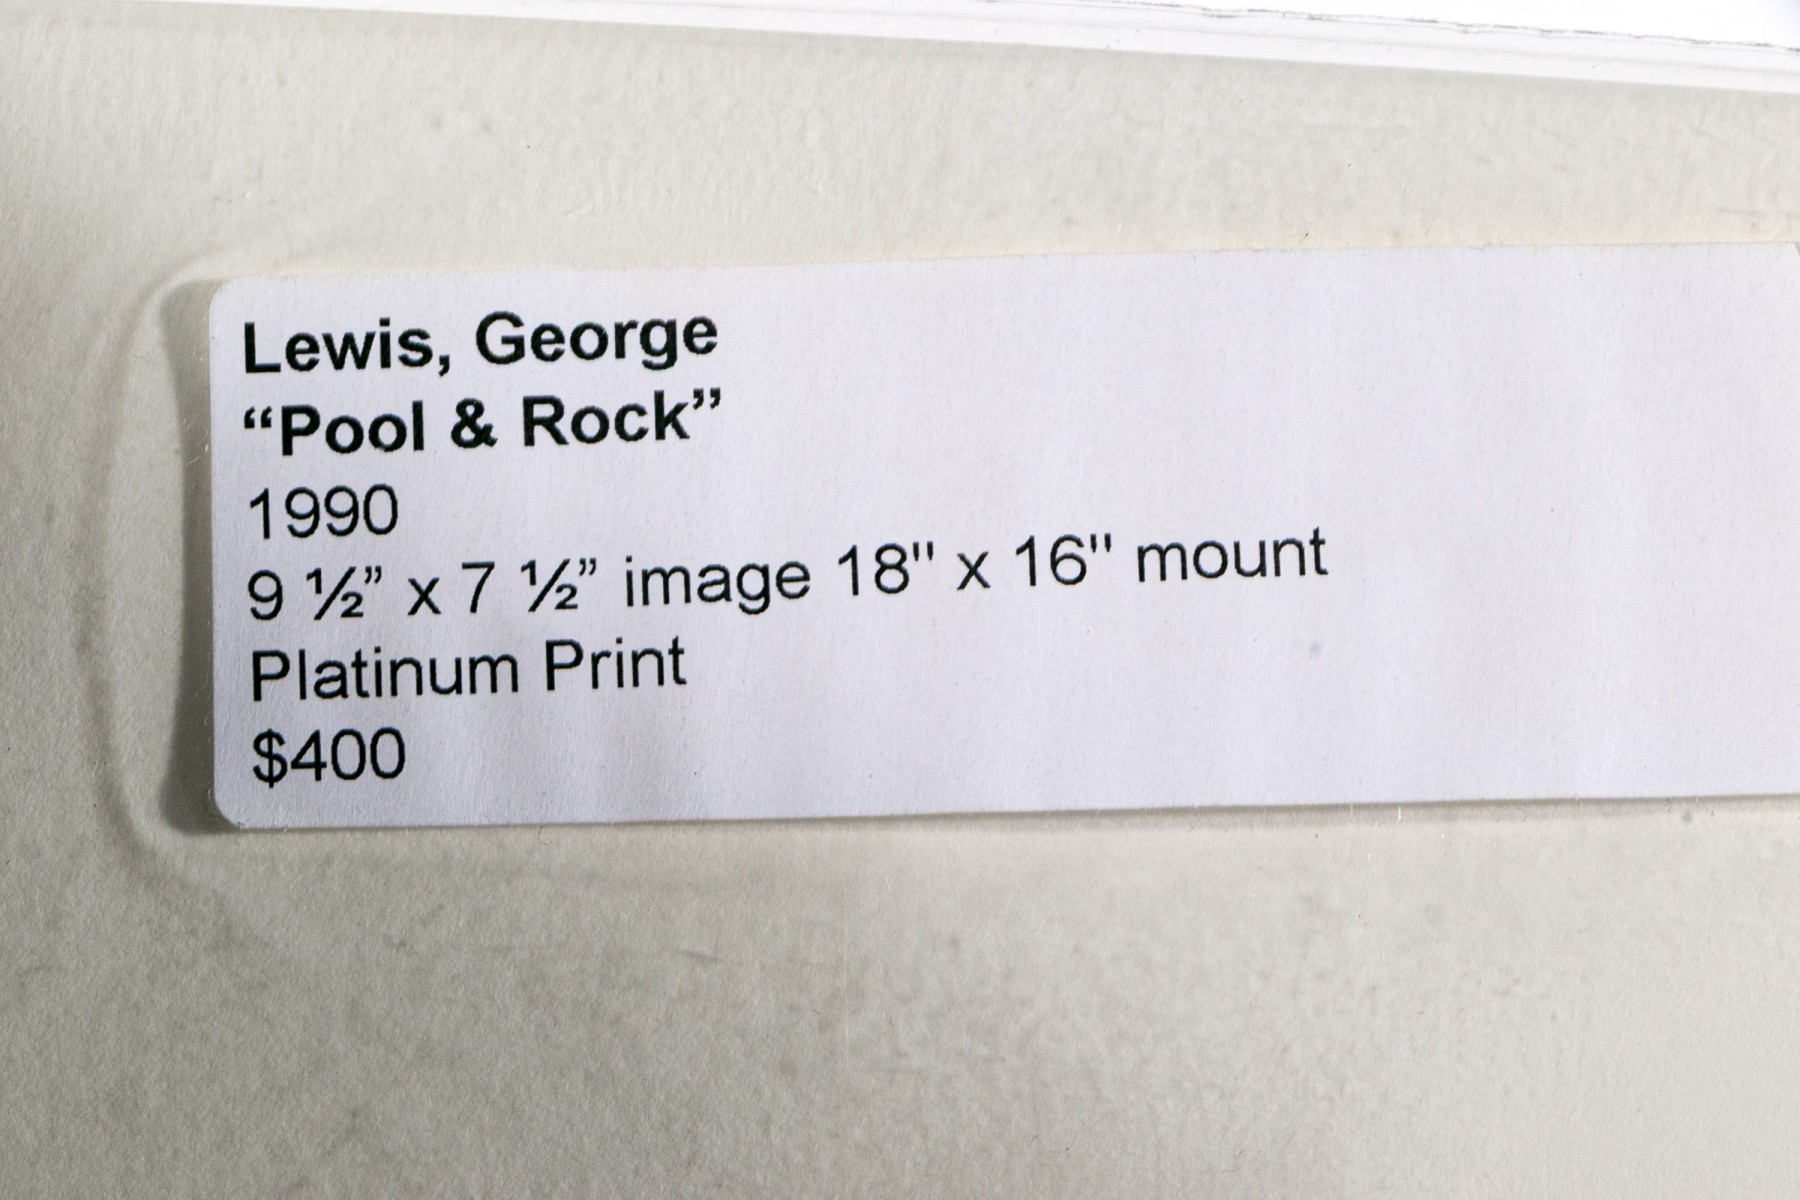 Lewis, George
“Pool & Rock”
1990
9 ½” x 7 ½” image 18" x 16" mount
Platinum Print
$400